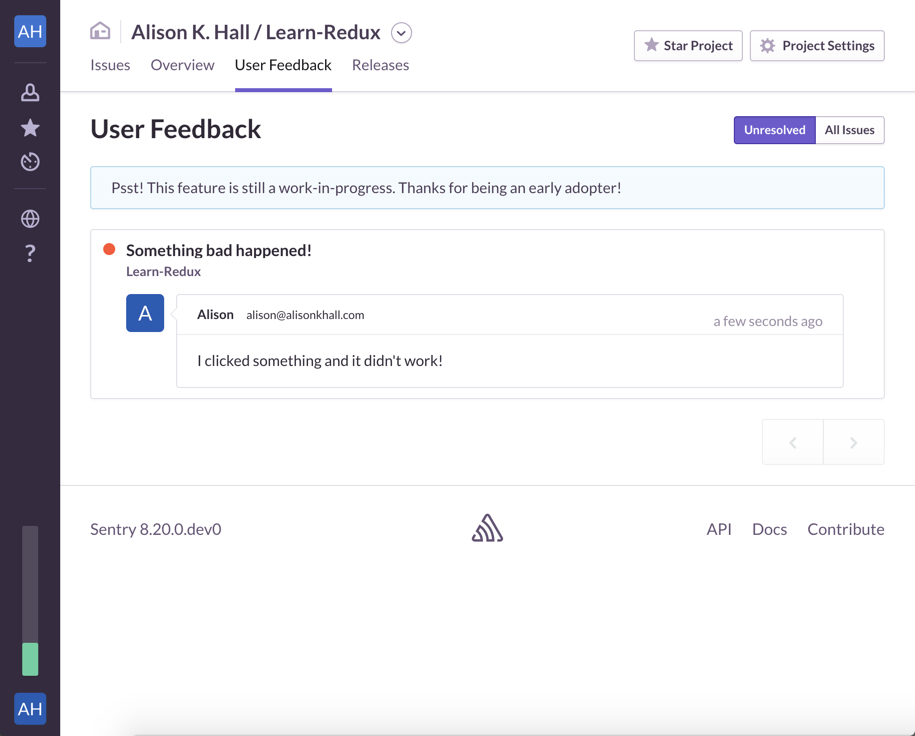 AH
Alison K. Hall / Learn-Redux
Star Project
Project Settings
Issues
Overview
User Feedback
Releases
User Feedback
Unresolved
All Issues
Psst! This feature is still a work-in-progress. Thanks for being an early adopter!
?
Something bad happened!
Learn-Redux
A
Alison alison@alisonkhall.com
a few seconds ago
I clicked something and it didn't work!
Sentry 8.20.0.dev0
API
Docs
Contribute
AH